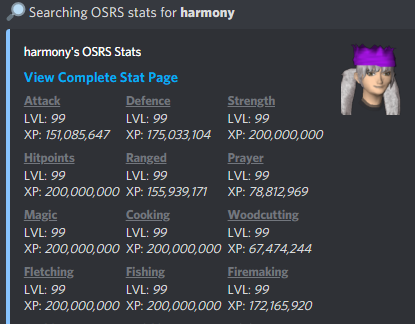 Searching OSRS stats for harmony
harmony's OSRS Stats
View Complete Stat Page
Attack Defence Strength
LVL: 99 LVL: 99 LVL: 99
XP: 151,085,647 XP: 175,033,104 XP: 200,000,000
Hitpoints Ranged Prayer
LVL: 99 LVL: 99 LVL: 99
XP: 200,000,000 XP: 155,939,171 XP: 78,812,969
Magic Cooking Woodcutting
LVL: 99 LVL: 99 LVL: 99
XP: 200,000,000 XP: 200,000,000 XP: 67,474,244
Fletching Fishing Firemaking
LVL: 99 LVL: 99 LVL: 99
XP: 200,000,000 XP: 200,000,000 XP: 172,165,920